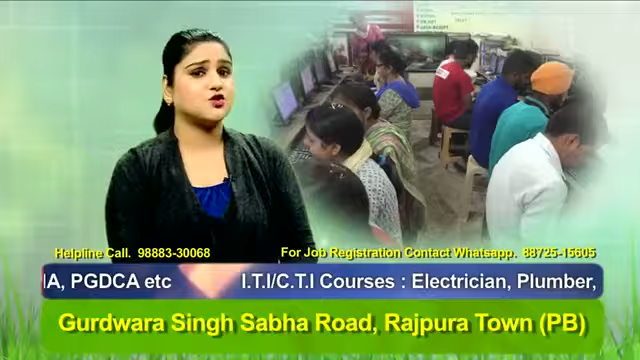 Helpline Call. 98883-30068
For Job Registration Contact Whatsapp. 88725-15605
IA, PGDCA etc I.T.I/C.T.I Courses : Electrician, Plumber,
Gurdwara Singh Sabha Road, Rajpura Town (PB)